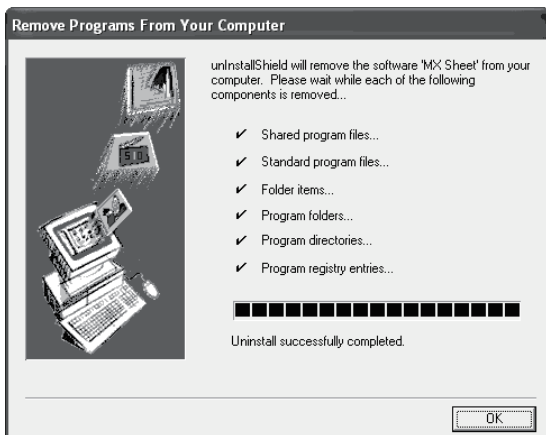 Remove Programs From Your Computer
unInstallShield will remove the software 'MX Sheet' from your
computer. Please wait while each of the following
components is removed...
✔ Shared program files...
✔ Standard program files...
✔ Folder items...
✔ Program folders...
✔ Program directories...
✔ Program registry entries...
Uninstall successfully completed.
OK